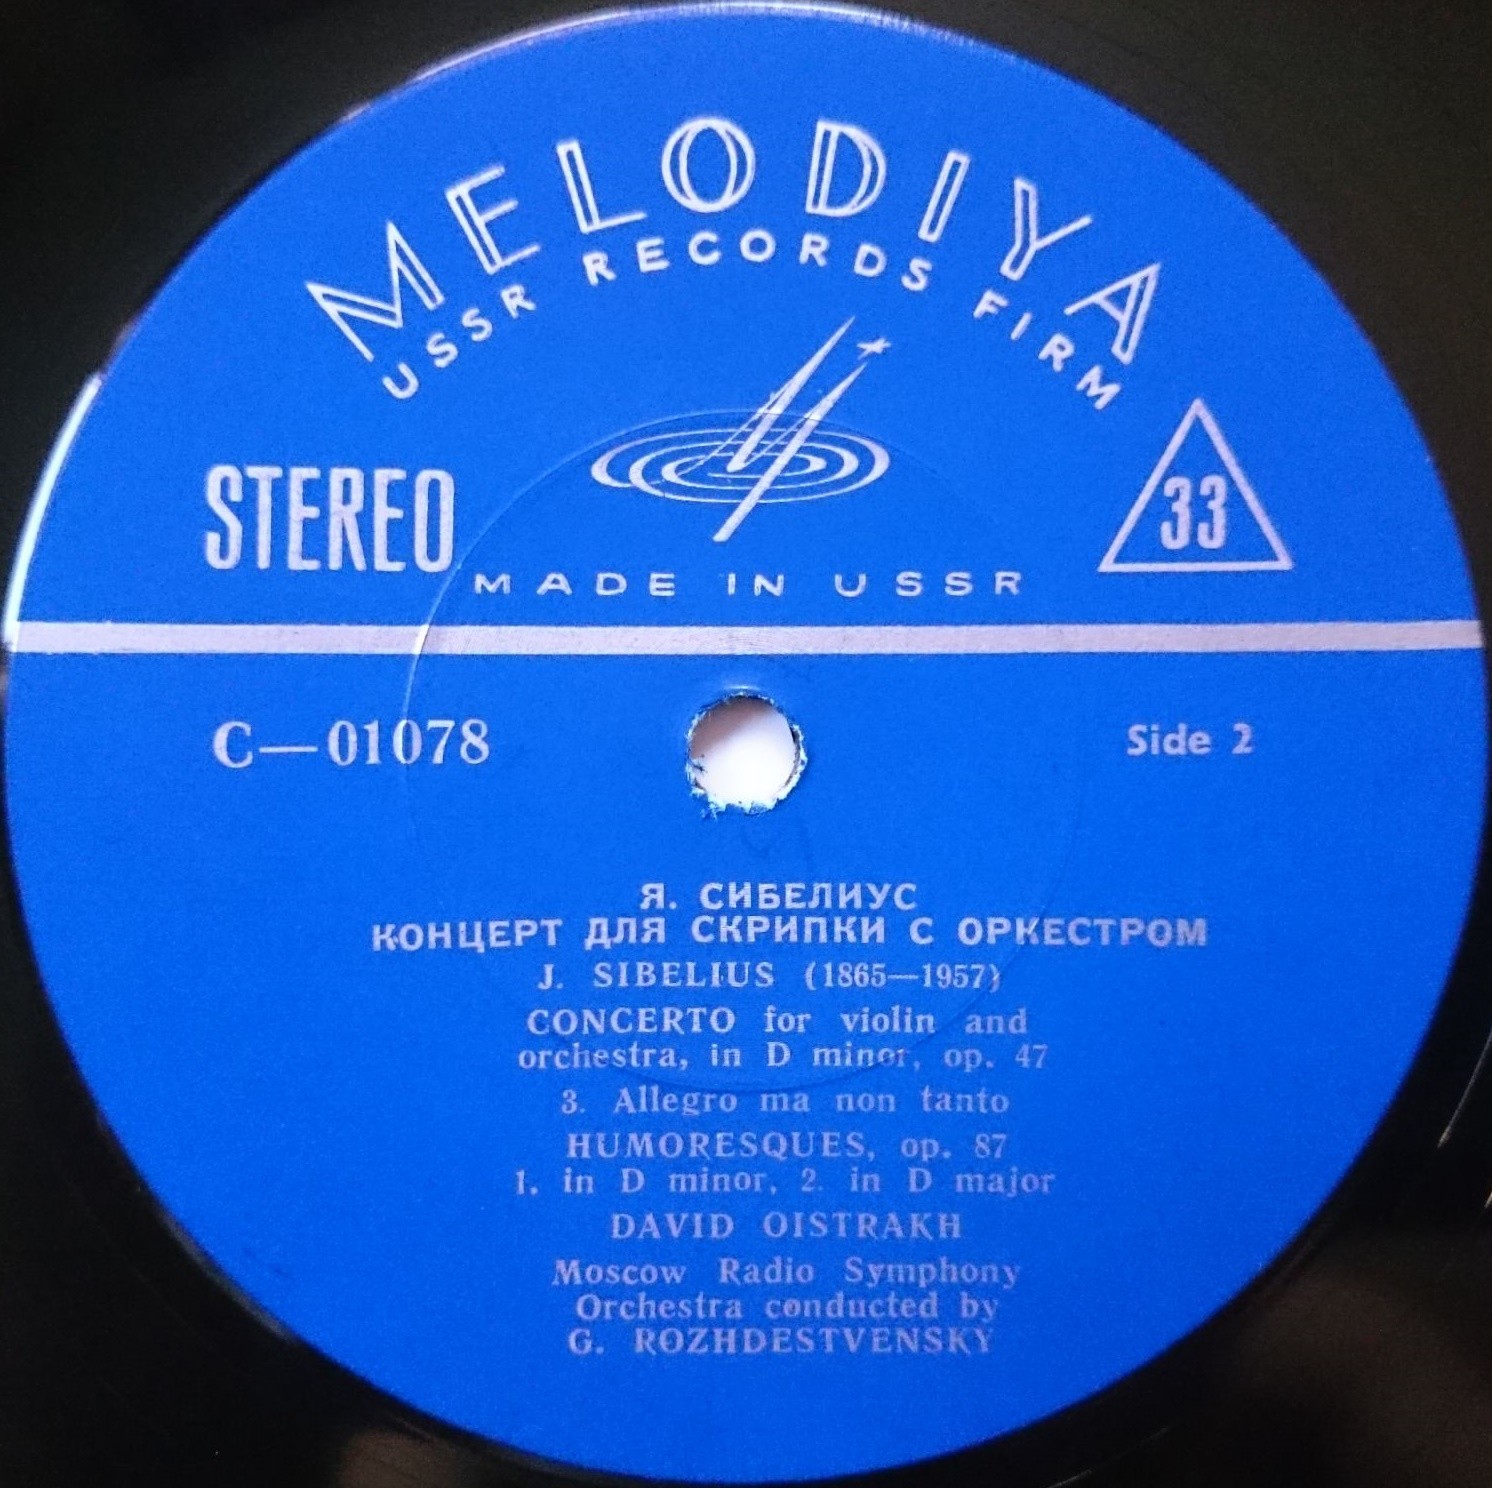 MELODIYA
USSR RECORDS FIRM
STEREO
33
MADE IN USSR
C—01078
Side 2
Я. СИБЕЛИУС
КОНЦЕРТ ДЛЯ СКРИПКИ С ОРКЕСТРОМ
J. SIBELIUS (1865—1957)
CONCERTO for violin and
orchestra, in D minor, op. 47
3. Allegro ma non tanto
HUMORESQUES, op. 87
1. in D minor, 2. in D major
DAVID OISTRAKH
Moscow Radio Symphony
Orchestra conducted by
G. ROZHDESTVENSKY